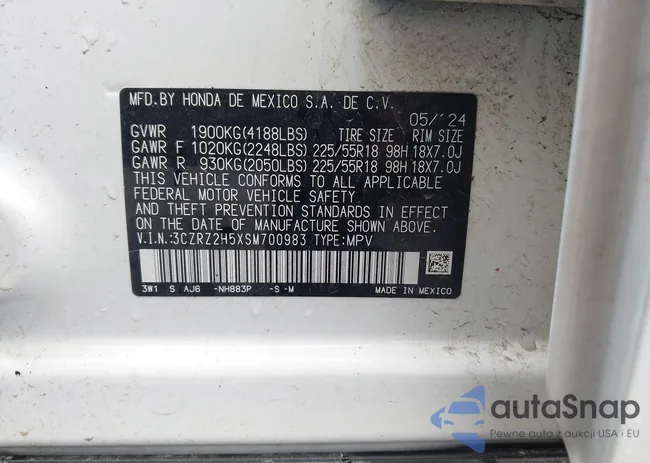 MFD.BY HONDA DE MEXICO S.A. DE C.V.
05/'24
GVWR 1900KG(4188LBS) TIRE SIZE RIM SIZE
GAWR F 1020KG(2248LBS) 225/55R18 98H 18X7.0J
GAWR R 930KG(2050LBS) 225/55R18 98H 18X7.0J
THIS VEHICLE CONFORMS TO ALL APPLICABLE
FEDERAL MOTOR VEHICLE SAFETY
AND THEFT PREVENTION STANDARDS IN EFFECT
ON THE DATE OF MANUFACTURE SHOWN ABOVE.
V.I.N.:3CZRZ2H5XSM700983 TYPE:MPV
3W1 S AJ6 -NH883P -S -M MADE IN MEXICO
autaSnap
Pewne auto z aukcji USA i EU